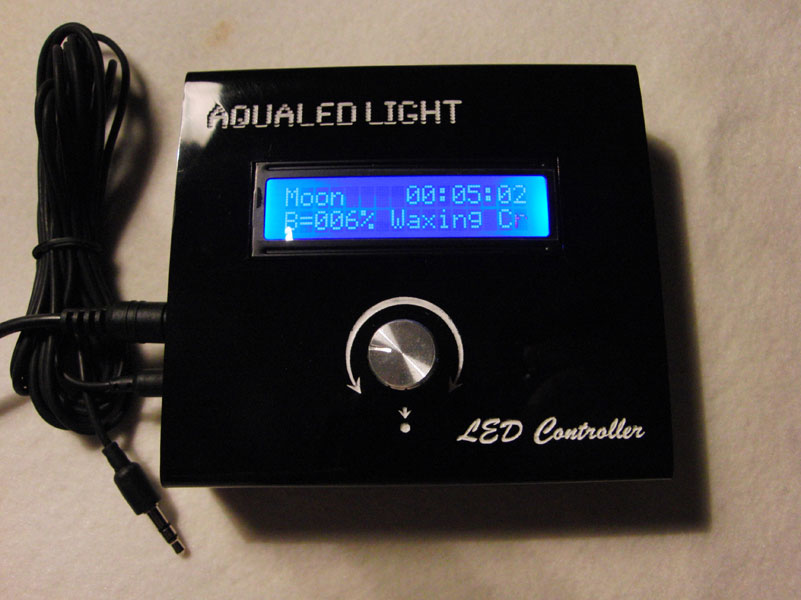 AQUALED LIGHT
Moon 00:05:02
B=006% Waxing Cr
LED Controller